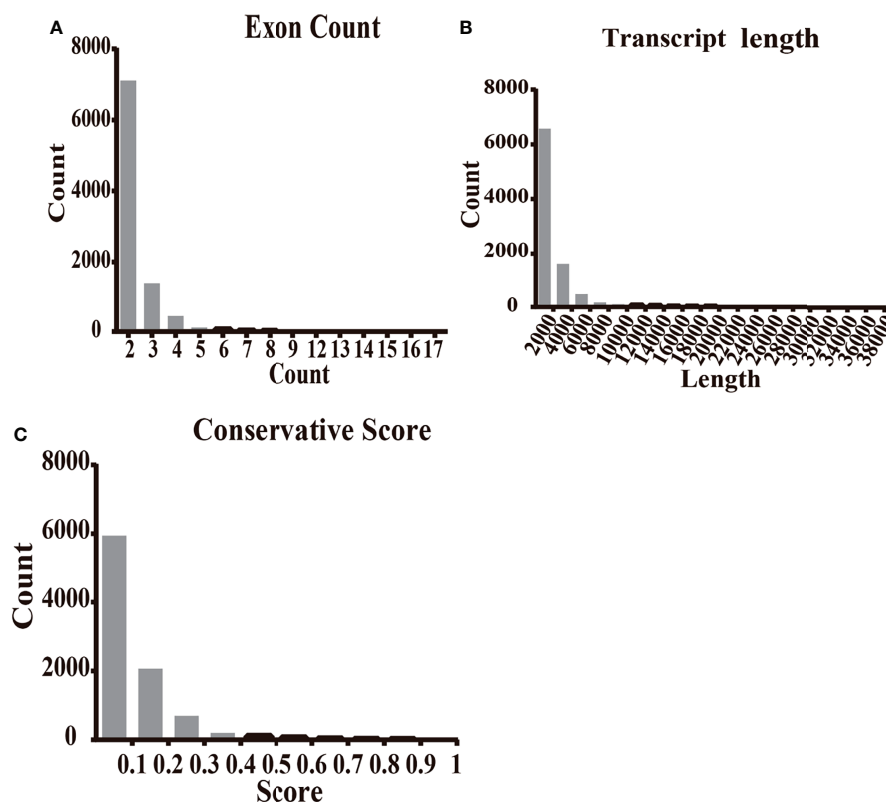 A
Exon Count
8000
6000
4000
2000
0
Count
2 3 4 5 6 7 8 9 12 13 14 15 16 17
Count
B
Transcript length
8000
6000
4000
2000
0
Count
2000 4000 6000 8000 10000 12000 14000 16000 18000 20000 22000 24000 26000 28000 30000 32000 34000 36000 38000
Length
C
Conservative Score
8000
6000
4000
2000
0
Count
0.1 0.2 0.3 0.4 0.5 0.6 0.7 0.8 0.9 1
Score